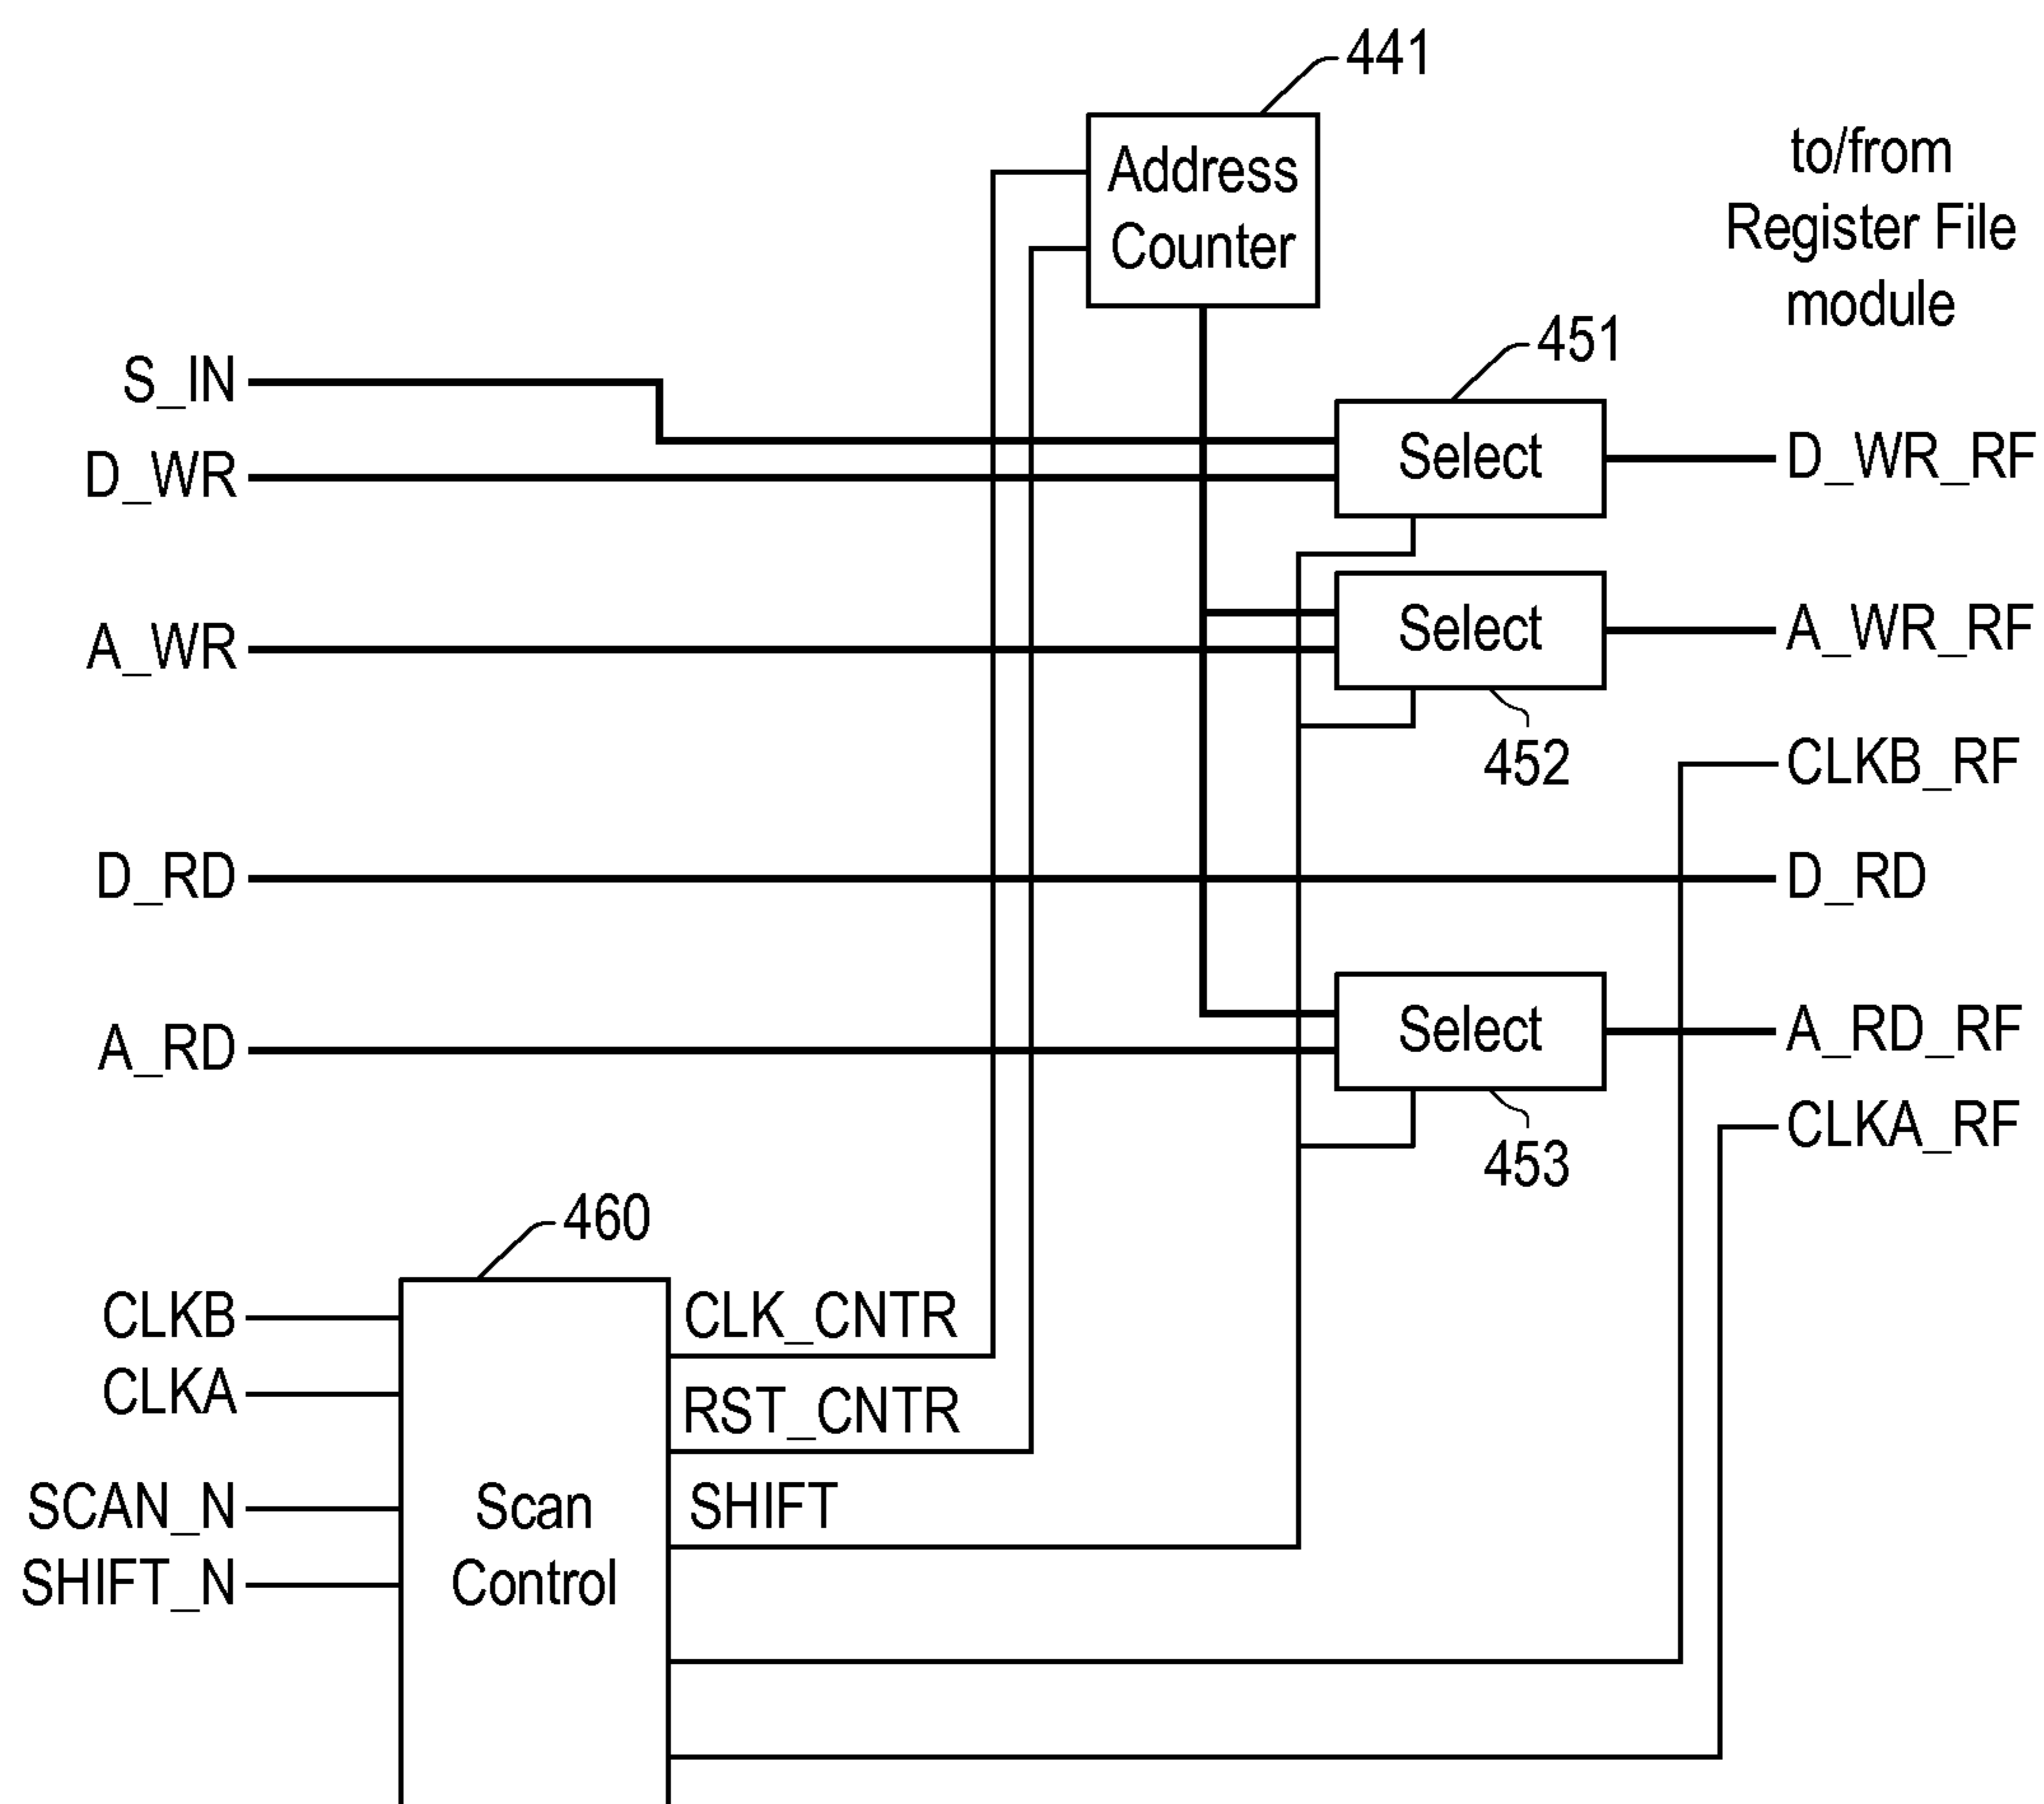 441
Address
Counter
to/from
Register File
module
451
S_IN
D_WR
Select
D_WR_RF
A_WR
Select
A_WR_RF
452
CLKB_RF
D_RD
D_RD
A_RD
Select
A_RD_RF
CLKA_RF
453
460
CLKB
CLKA
SCAN_N
SHIFT_N
Scan
Control
CLK_CNTR
RST_CNTR
SHIFT